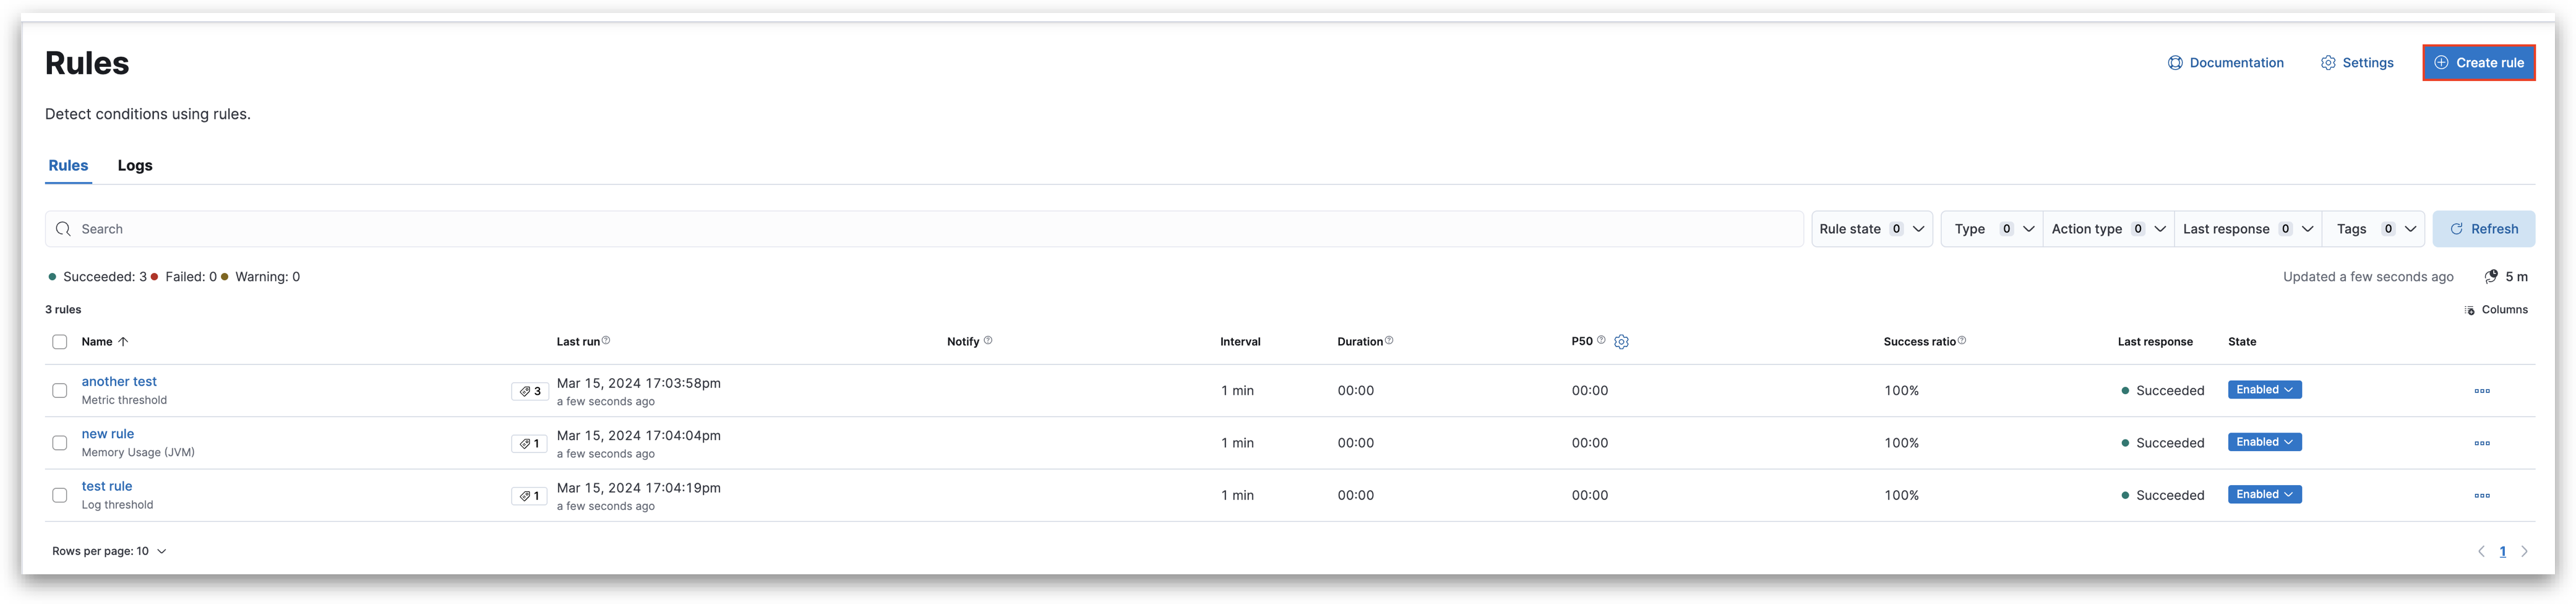 Rules
Documentation Settings Create rule
Detect conditions using rules.
Rules Logs
Search Rule state 0 Type 0 Action type 0 Last response 0 Tags 0 Refresh
Succeeded: 3 Failed: 0 Warning: 0 Updated a few seconds ago 5 m
3 rules Columns
Name Last run Notify Interval Duration P50 Success ratio Last response State
another test 3 Mar 15, 2024 17:03:58pm 1 min 00:00 00:00 100% Succeeded Enabled
Metric threshold a few seconds ago
new rule 1 Mar 15, 2024 17:04:04pm 1 min 00:00 00:00 100% Succeeded Enabled
Memory Usage (JVM) a few seconds ago
test rule 1 Mar 15, 2024 17:04:19pm 1 min 00:00 00:00 100% Succeeded Enabled
Log threshold a few seconds ago
Rows per page: 10 1